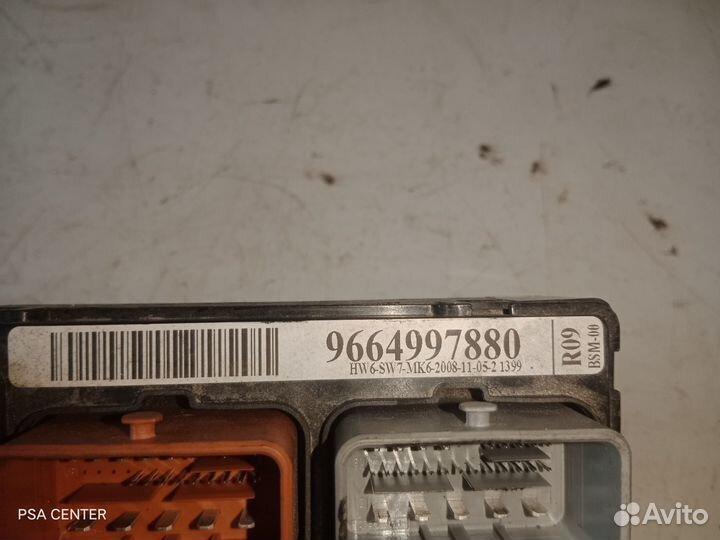 9664997880
HW6-SW7-MK6-2008-11-05-2 1399
R09
BSM-00
PSA CENTER
Avito